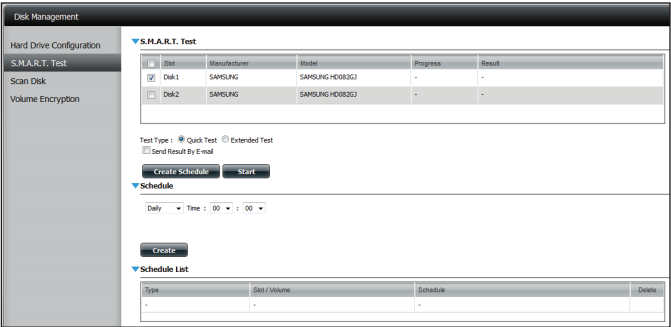 Disk Management
Hard Drive Configuration
S.M.A.R.T. Test
Scan Disk
Volume Encryption
S.M.A.R.T. Test
Slot Manufacturer Model Progress Result
Disk1 SAMSUNG SAMSUNG HD082GJ - -
Disk2 SAMSUNG SAMSUNG HD082GJ - -
Test Type : Quick Test Extended Test
Send Result By E-mail
Create Schedule Start
Schedule
Daily Time : 00 : 00
Create
Schedule List
Type Slot / Volume Schedule Delete
- - -